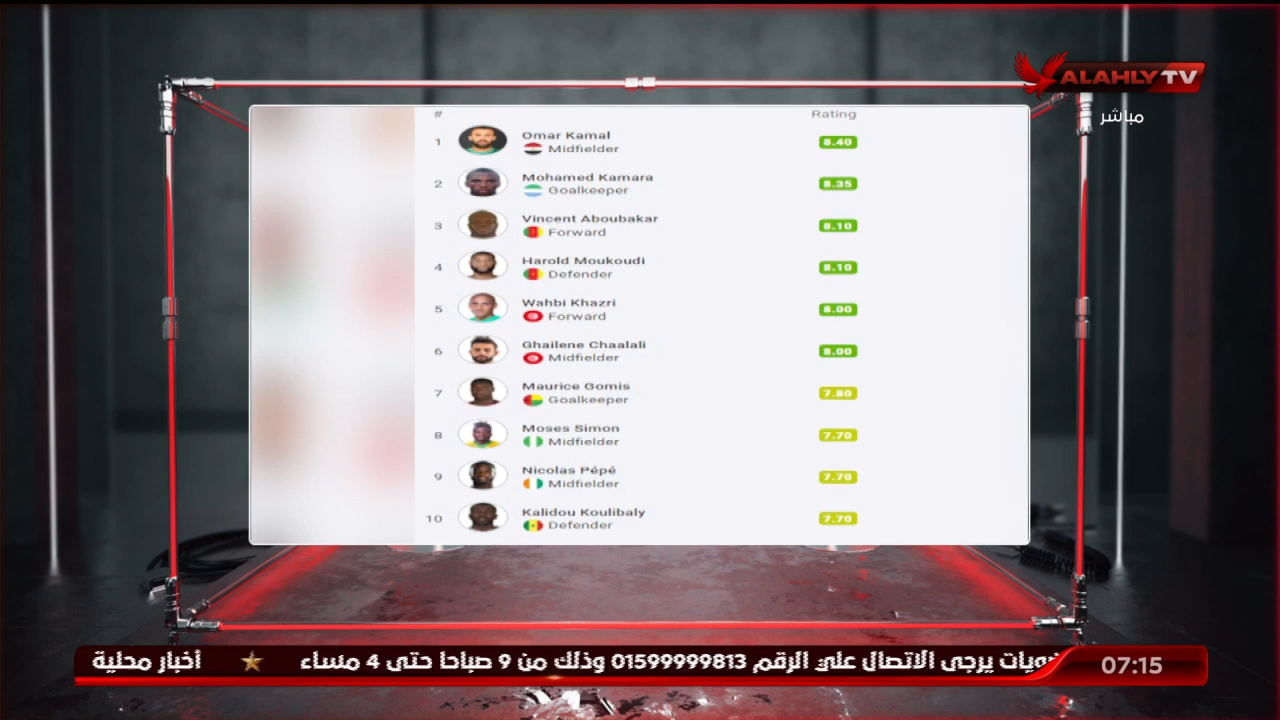 ALAHLY TV
مباشر
# Rating
1 Omar Kamal 8.40
Midfielder
2 Mohamed Kamara 8.35
Goalkeeper
3 Vincent Aboubakar 8.10
Forward
4 Harold Moukoudi 8.10
Defender
5 Wahbi Khazri 8.00
Forward
6 Ghailene Chaalali 8.00
Midfielder
7 Maurice Gomis 7.80
Goalkeeper
8 Moses Simon 7.70
Midfielder
9 Nicolas Pépé 7.70
Midfielder
10 Kalidou Koulibaly 7.70
Defender
يرجى الاتصال علي الرقم 01599999813 وذلك من 9 صباحا حتى 4 مساء
أخبار محلية
07:15